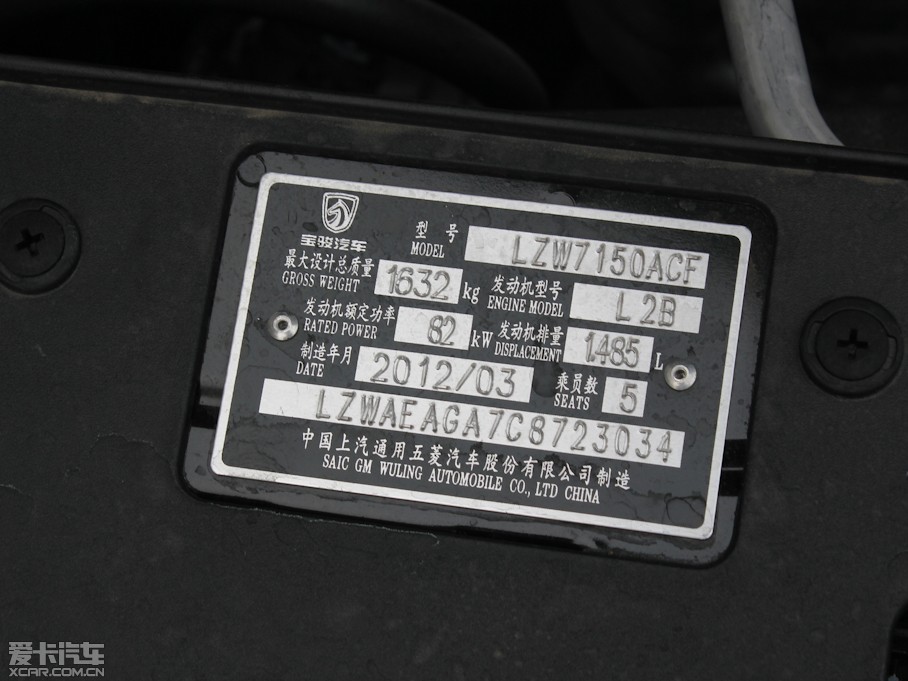 宝骏汽车
型号 MODEL LZW7150ACF
最大设计总质量 GROSS WEIGHT 1632 kg
发动机型号 ENGINE MODEL L2B
发动机额定功率 RATED POWER 82 kW
发动机排量 DISPLACEMENT 1.485 L
制造年月 DATE 2012/03
乘员数 SEATS 5
LZWAEAGA7C8723034
中国上汽通用五菱汽车股份有限公司制造
SAIC GM WULING AUTOMOBILE CO., LTD CHINA
爱卡汽车
XCAR.COM.CN